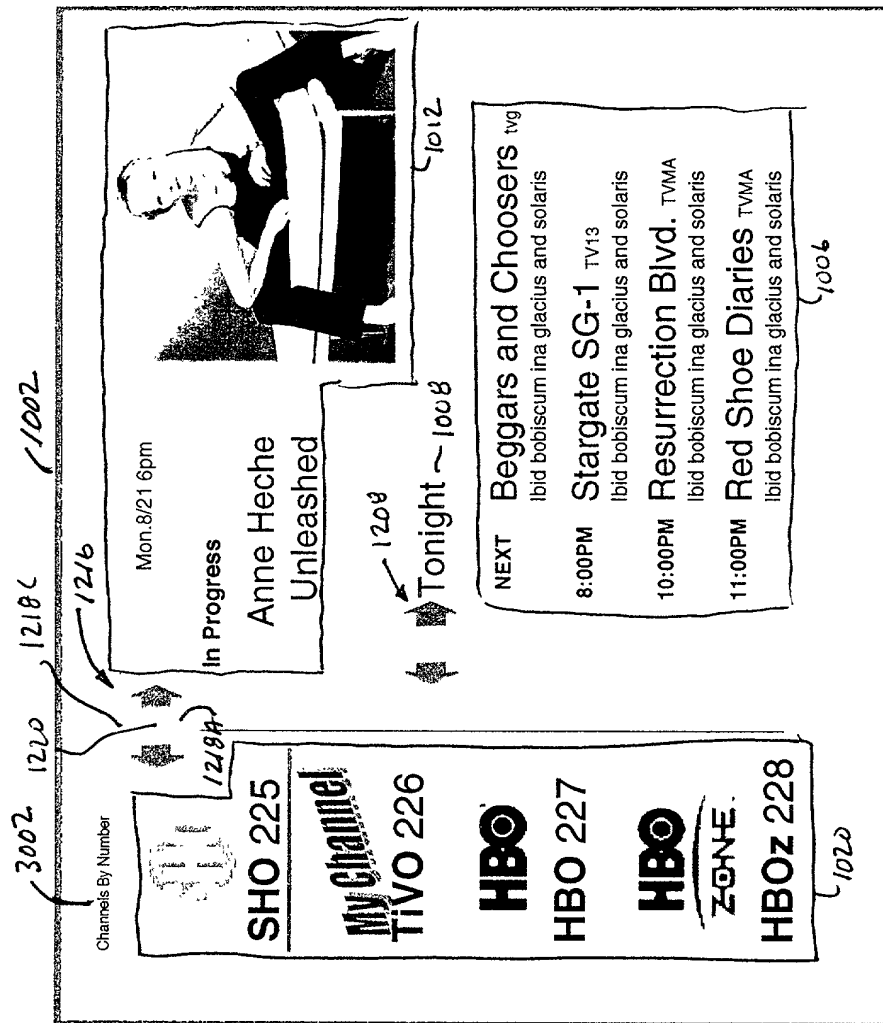 3002
1220
1218C
1216
1002
Channels By Number
1218A
SHO 225
My Channel
TiVO 226
HBO
HBO 227
HBO
ZONE.
HBOz 228
1020
Mon.8/21 6pm
In Progress
Anne Heche
Unleashed
1012
1208
Tonight ~ 1008
NEXT Beggars and Choosers tvg
Ibid bobiscum ina glacius and solaris
8:00PM Stargate SG-1 TV13
Ibid bobiscum ina glacius and solaris
10:00PM Resurrection Blvd. TVMA
Ibid bobiscum ina glacius and solaris
11:00PM Red Shoe Diaries TVMA
Ibid bobiscum ina glacius and solaris
1006